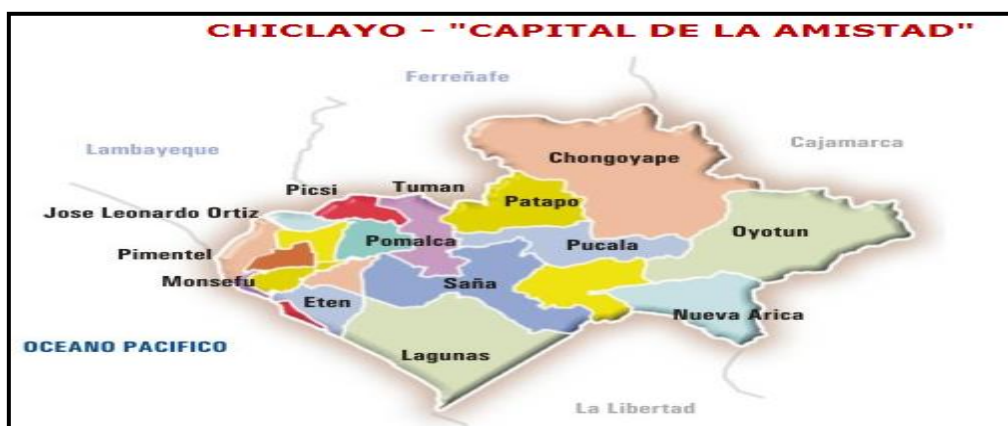 CHICLAYO - "CAPITAL DE LA AMISTAD"
Ferreñafe
Cajamarca
Lambayeque
Chongoyape
Picsi
Tuman
Patapo
Jose Leonardo Ortiz
Pomalca
Pucala
Oyotun
Pimentel
Monsefu
Saña
Eten
Nueva Arica
OCEANO PACIFICO
Lagunas
La Libertad